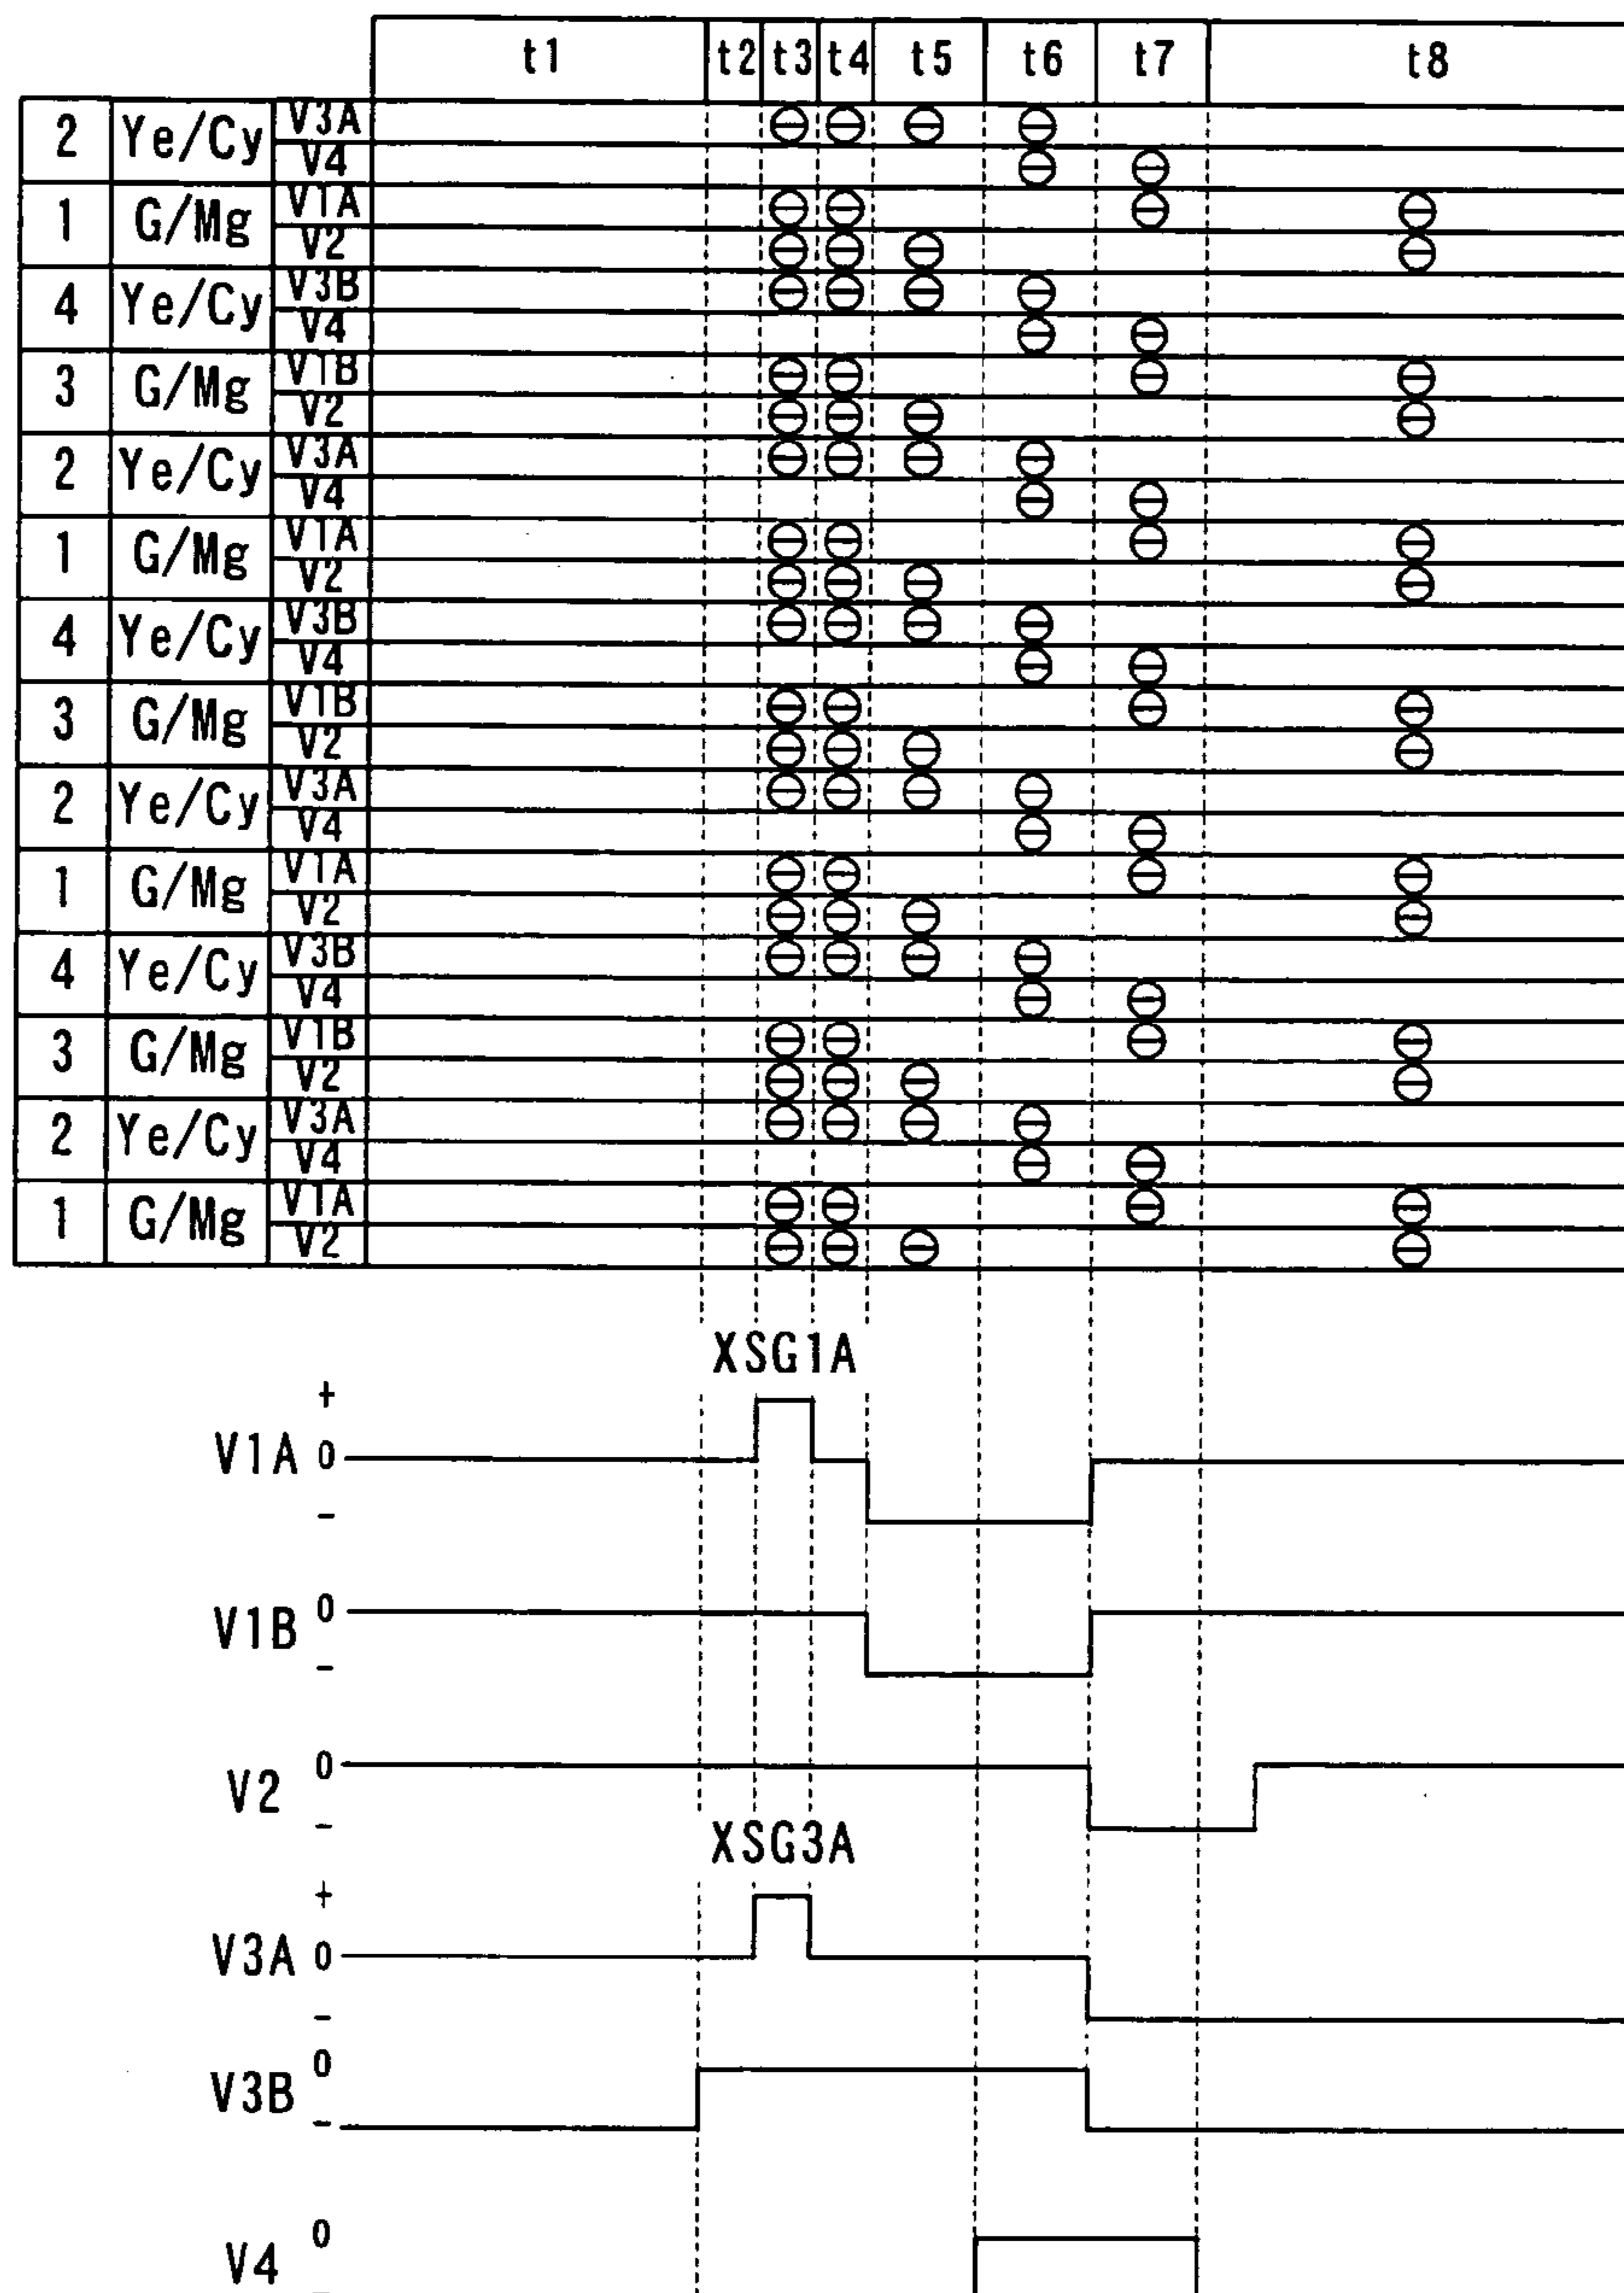 t1 t2 t3 t4 t5 t6 t7 t8
2 Ye/Cy V3A
V4
1 G/Mg V1A
V2
4 Ye/Cy V3B
V4
3 G/Mg V1B
V2
2 Ye/Cy V3A
V4
1 G/Mg V1A
V2
4 Ye/Cy V3B
V4
3 G/Mg V1B
V2
2 Ye/Cy V3A
V4
1 G/Mg V1A
V2
4 Ye/Cy V3B
V4
3 G/Mg V1B
V2
2 Ye/Cy V3A
V4
1 G/Mg V1A
V2
XSG1A
+
V1A 0
-
V1B 0
-
V2 0
-
XSG3A
+
V3A 0
-
V3B 0
-
V4 0
-